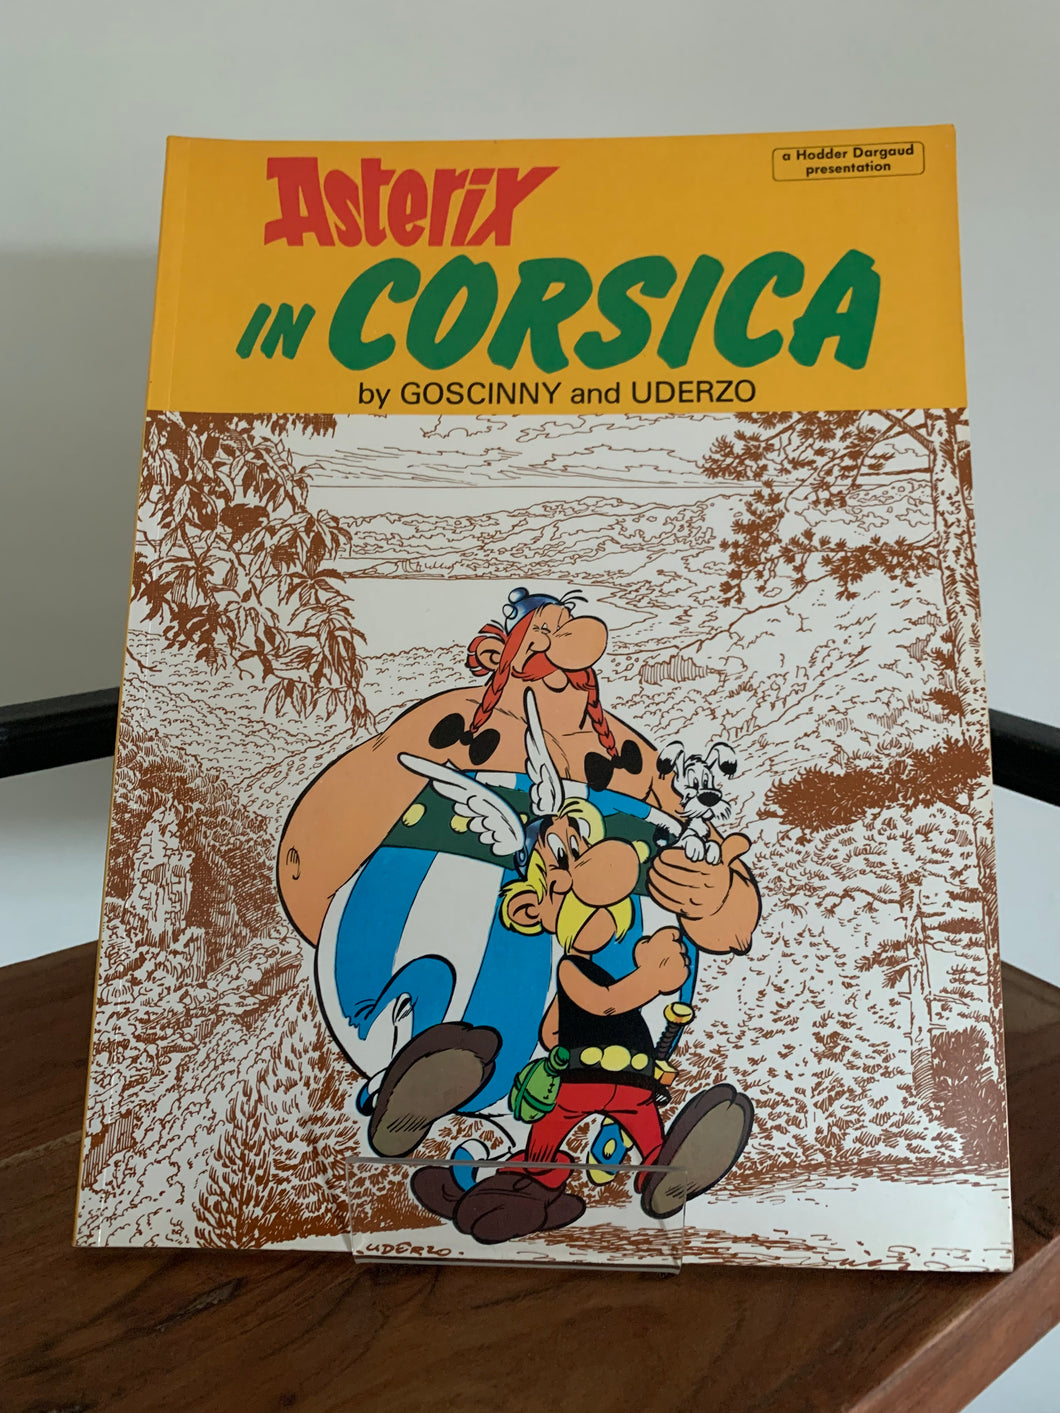 a Hodder Dargaud
presentation
Asterix
IN CORSICA
by GOSCINNY and UDERZO
UDERZO.